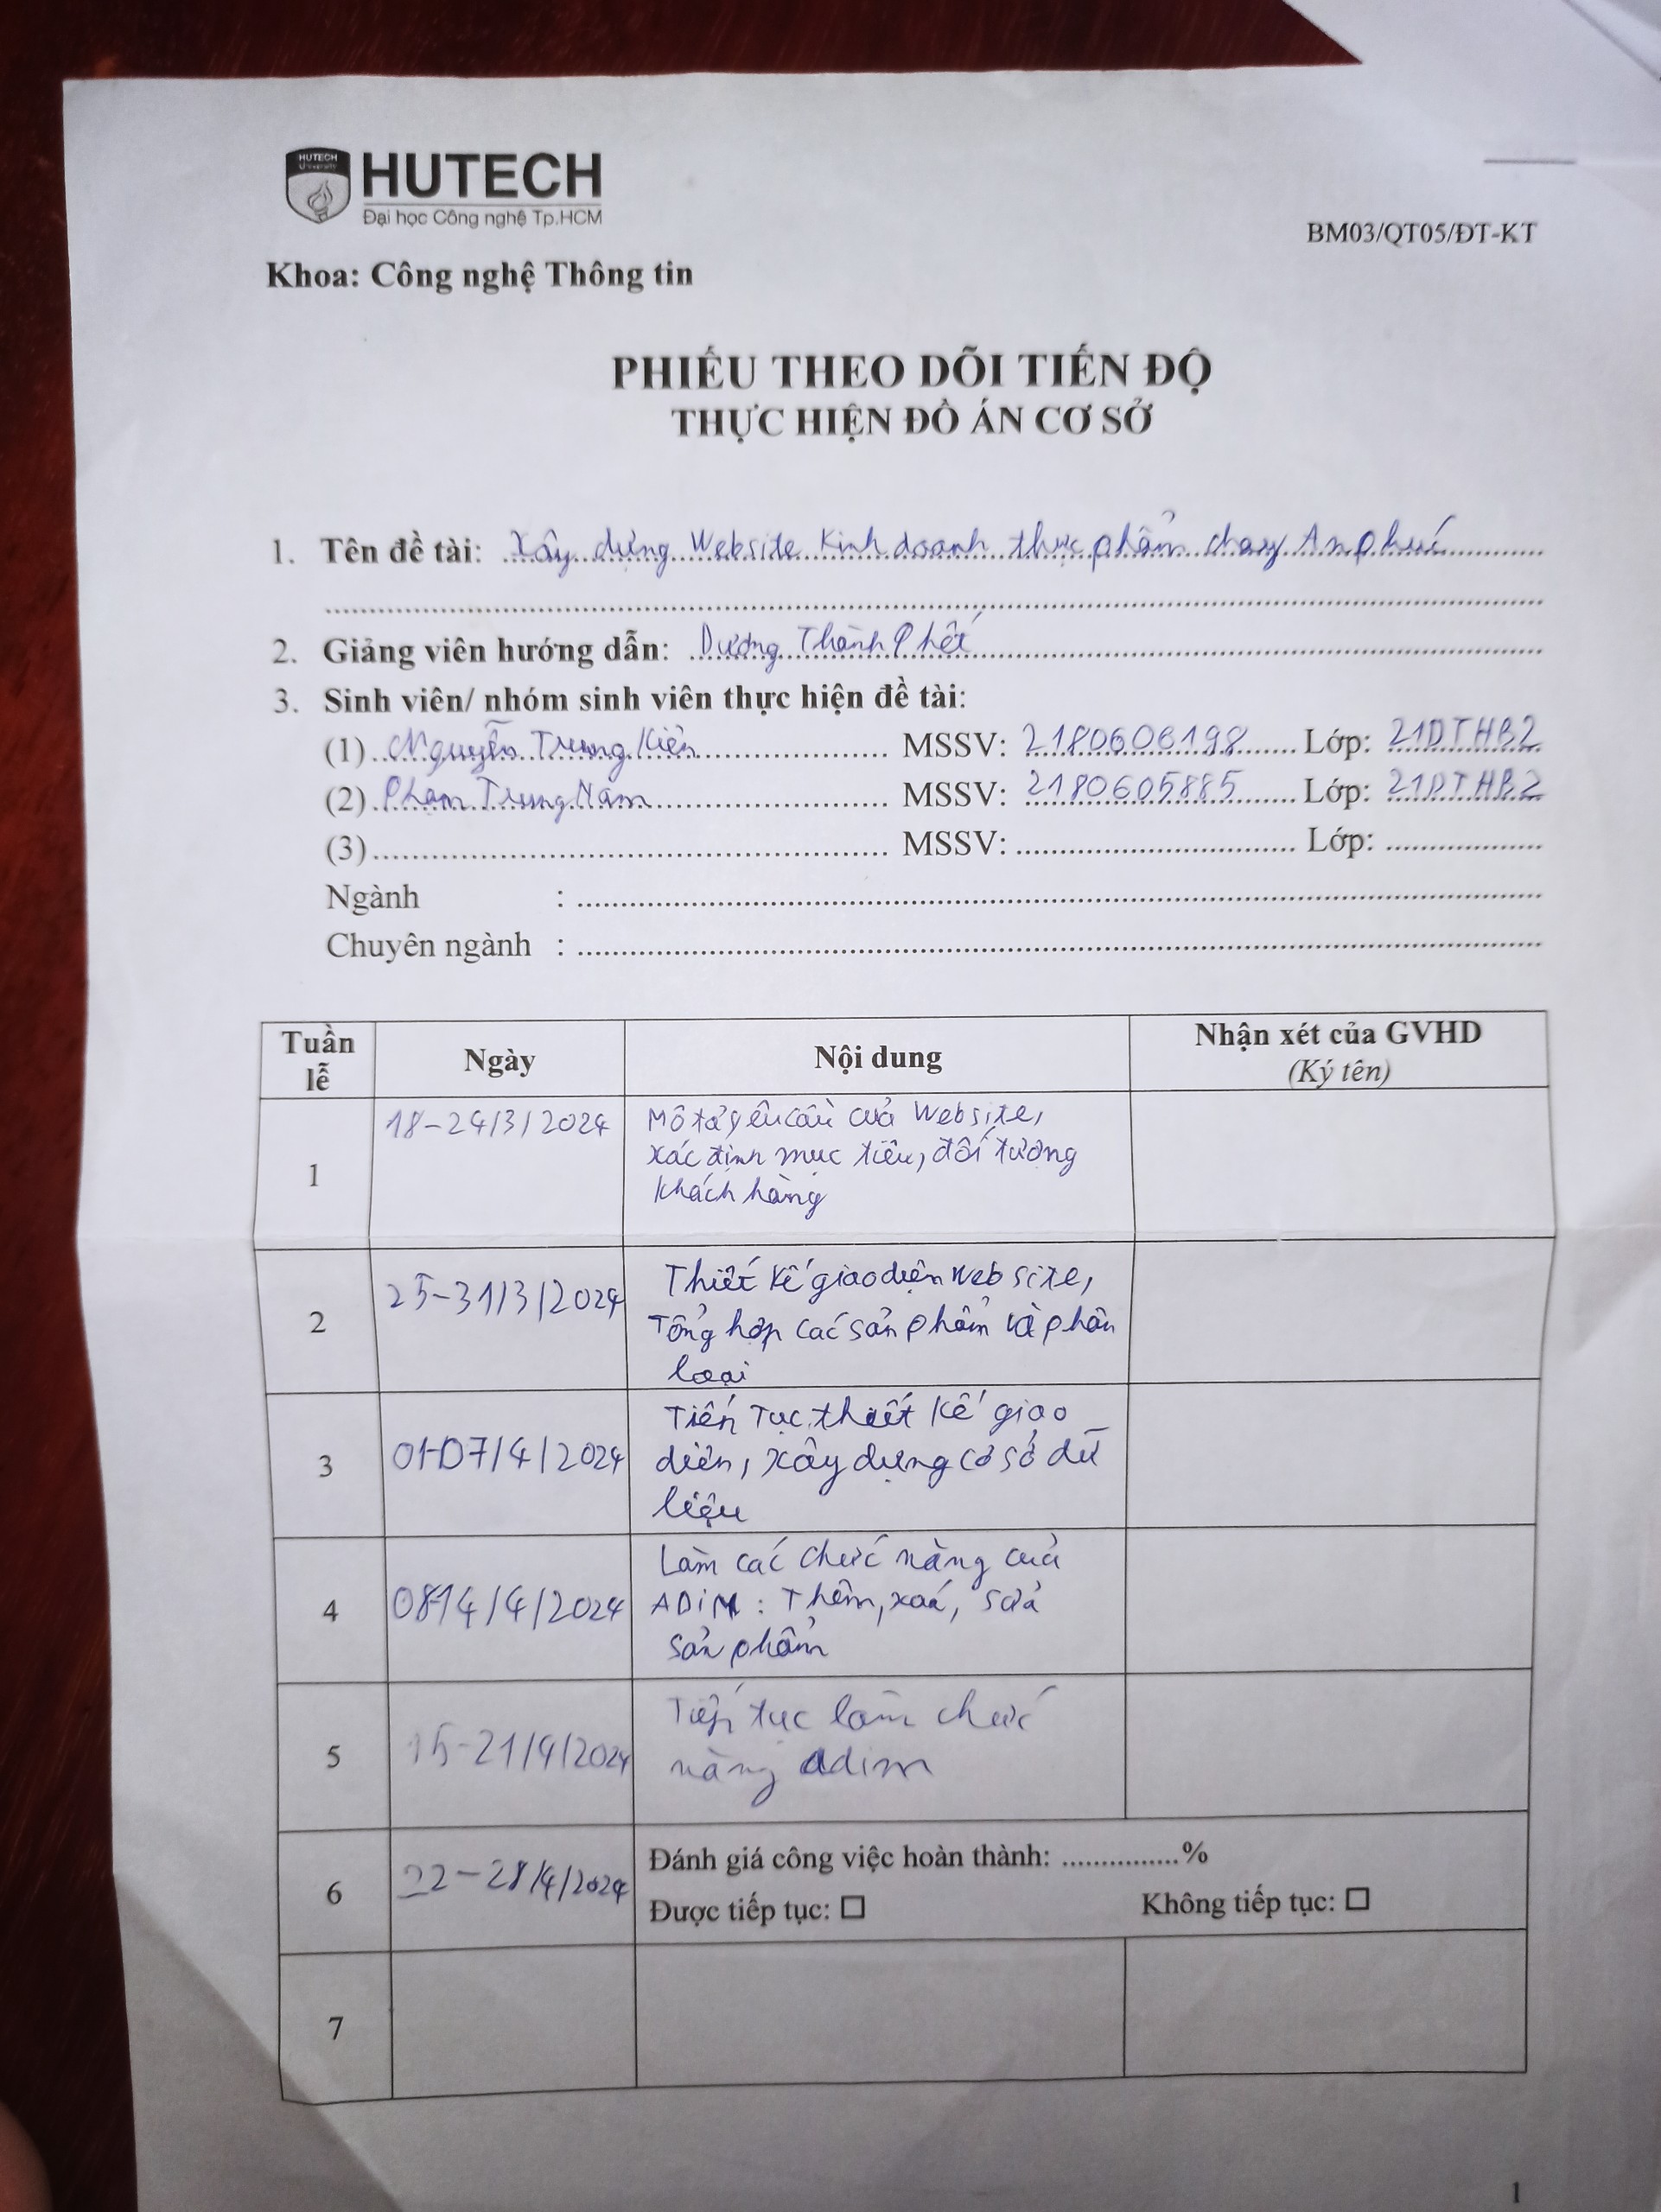 HUTECH
University
HUTECH
Đại học Công nghệ Tp.HCM
BM03/QT05/ĐT-KT
Khoa: Công nghệ Thông tin
PHIẾU THEO DÕI TIẾN ĐỘ
THỰC HIỆN ĐỒ ÁN CƠ SỞ
1. Tên đề tài: Xây dựng Website Kinh doanh thực phẩm chay An phúc
2. Giảng viên hướng dẫn: Dương Thành Phết
3. Sinh viên/ nhóm sinh viên thực hiện đề tài:
(1) Nguyễn Trung Kiên MSSV: 2180606198 Lớp: 21DTHB2
(2) Phạm Trung Nam MSSV: 2180605885 Lớp: 21DTHB2
(3) MSSV: Lớp:
Ngành :
Chuyên ngành :
Tuần lễ Ngày Nội dung Nhận xét của GVHD (Ký tên)
1 18-24/3/2024 Mô tả yêu cầu của website,
xác định mục tiêu, đối tượng
khách hàng
2 25-31/3/2024 Thiết kế giao diện website,
Tổng hợp các sản phẩm và phân
loại
3 01-07/4/2024 Tiến Tục thiết kế giao
diên, xây dựng cơ sở dữ
liệu
4 08-14/4/2024 Làm các chức năng của
ADiM: Thêm, xoá, sửa
sản phẩm
5 15-21/4/2024 Tiếp tục làm chức
năng adim
6 22-28/4/2024 Đánh giá công việc hoàn thành: ...............%
Được tiếp tục: ☐ Không tiếp tục: ☐
7
1